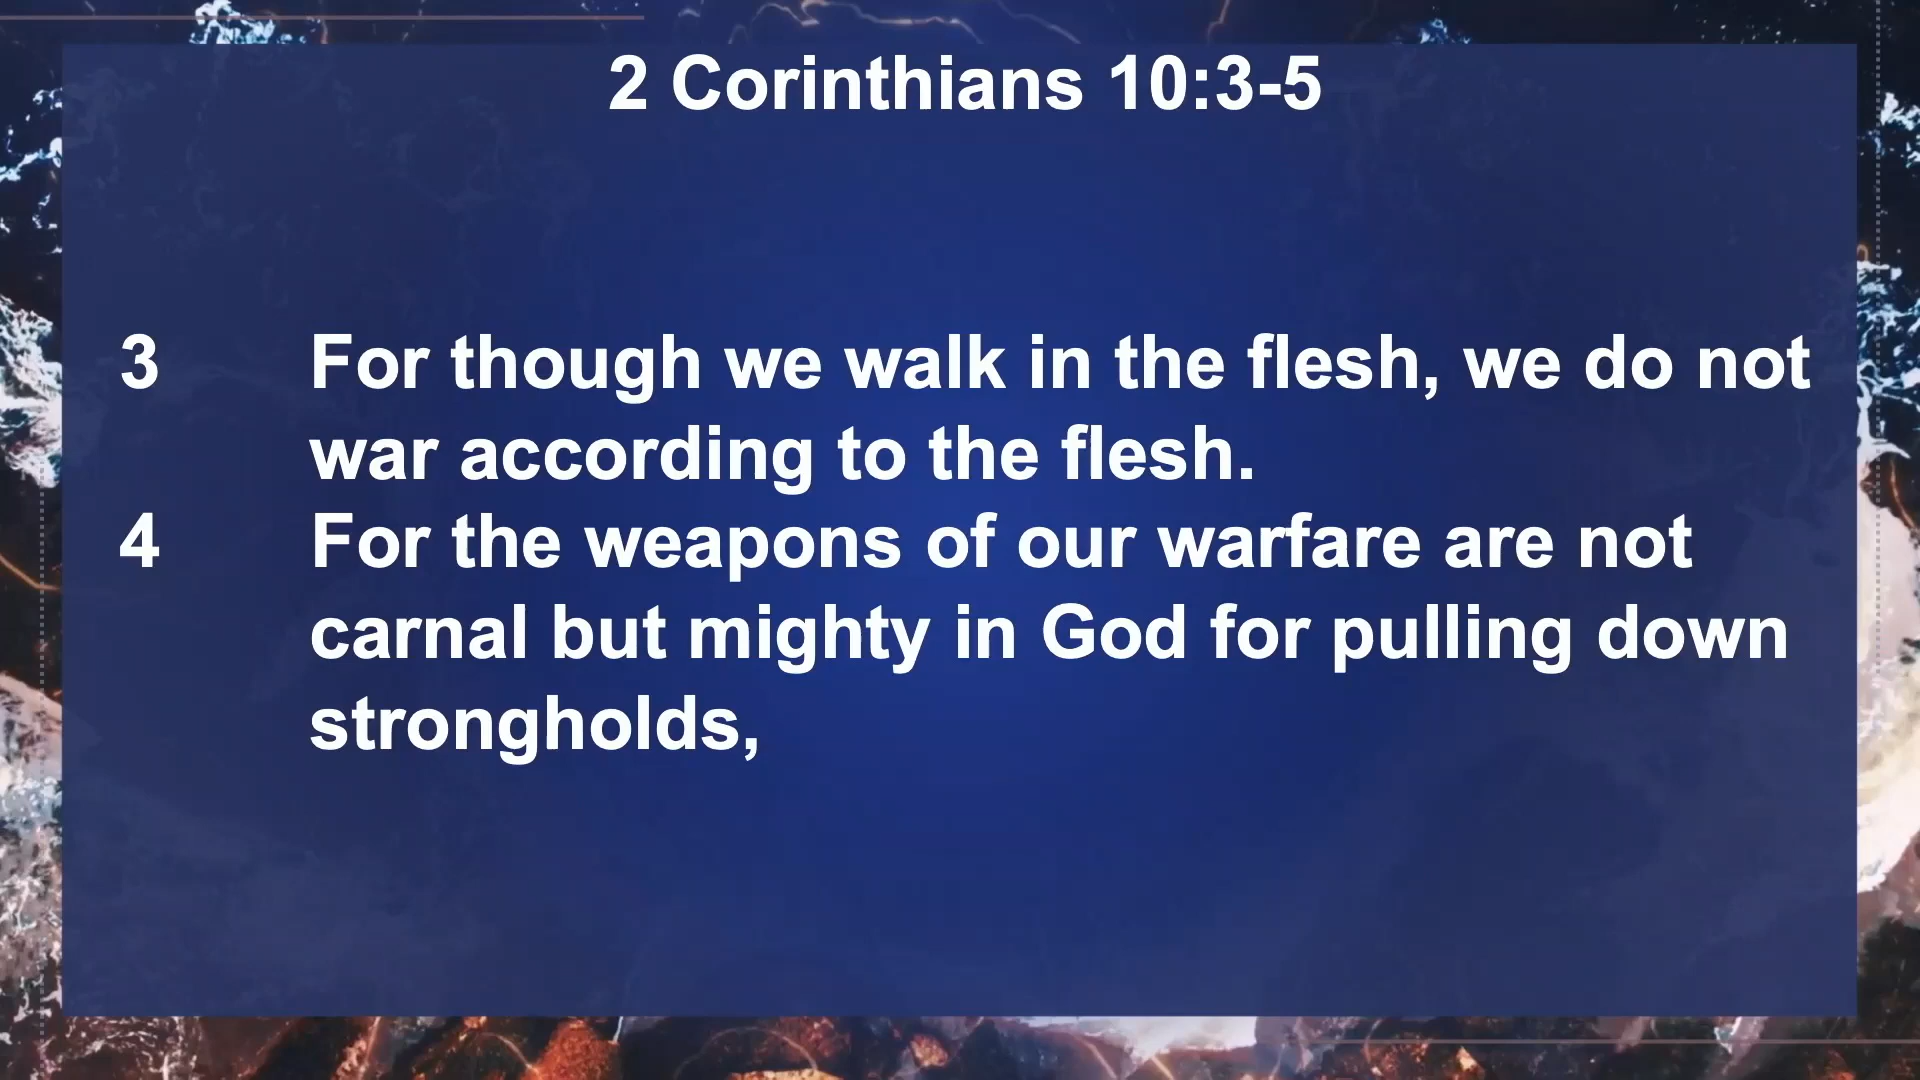 2 Corinthians 10:3-5
3 For though we walk in the flesh, we do not
war according to the flesh.
4 For the weapons of our warfare are not
carnal but mighty in God for pulling down
strongholds,